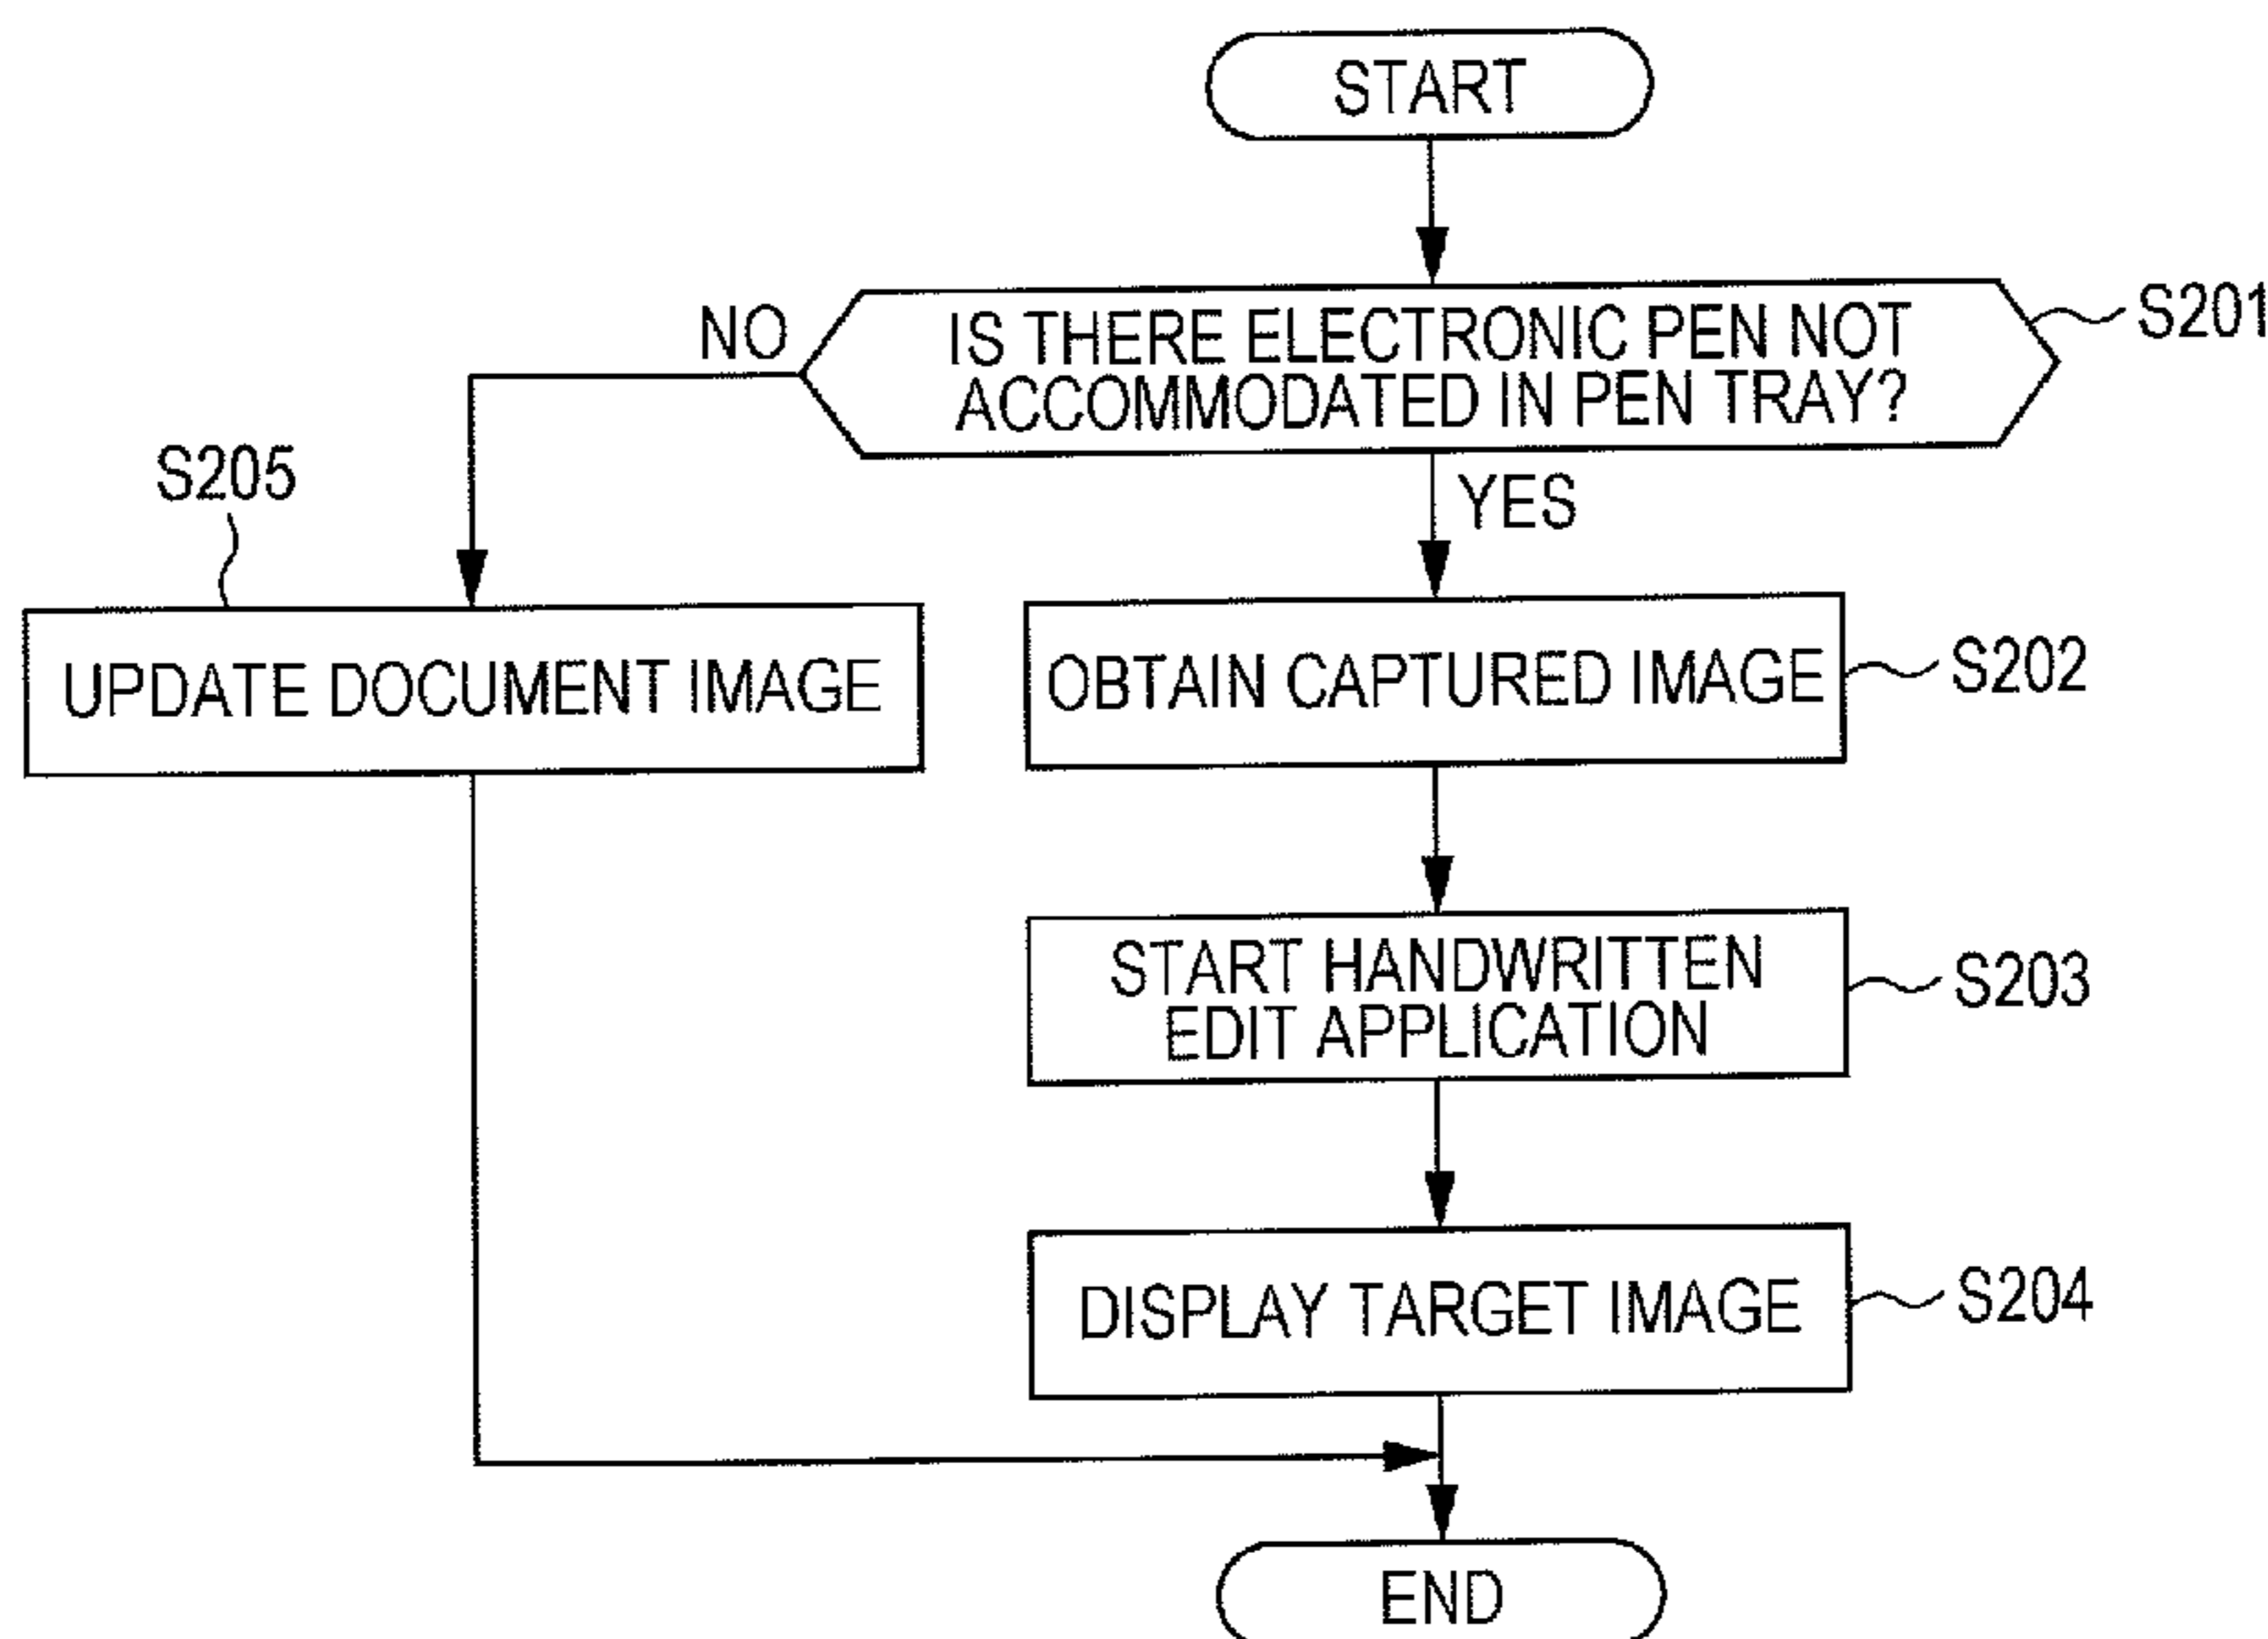 START
NO
IS THERE ELECTRONIC PEN NOT
ACCOMMODATED IN PEN TRAY?
S201
S205
YES
UPDATE DOCUMENT IMAGE
OBTAIN CAPTURED IMAGE
S202
START HANDWRITTEN
EDIT APPLICATION
S203
DISPLAY TARGET IMAGE
S204
END